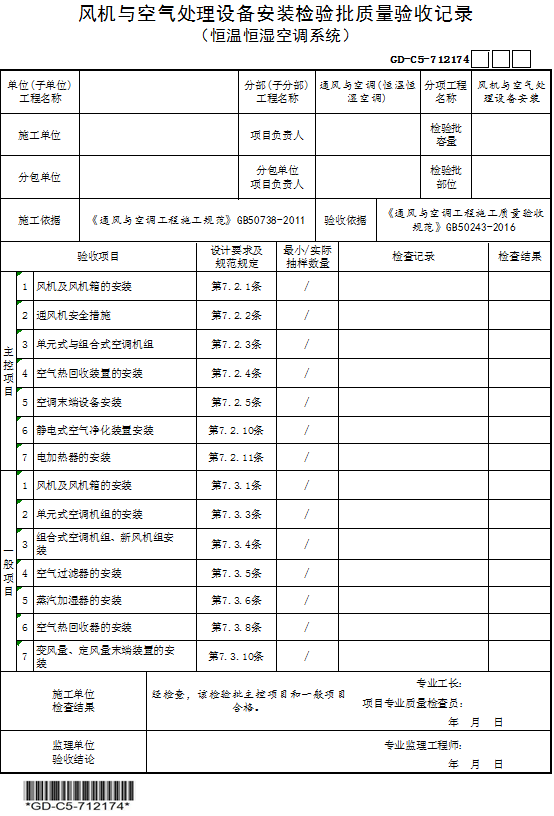 风机与空气处理设备安装检验批质量验收记录
（恒温恒湿空调系统）
GD-C5-712174
单位(子单位)
工程名称
分部(子分部)
工程名称
通风与空调(恒温恒
湿空调)
分项工程
名称
风机与空气处
理设备安装
施工单位
项目负责人
检验批
容量
分包单位
分包单位
项目负责人
检验批
部位
施工依据
《通风与空调工程施工规范》GB50738-2011
验收依据
《通风与空调工程施工质量验收
规范》GB50243-2016
验收项目
设计要求及
规范规定
最小/实际
抽样数量
检查记录
检查结果
主控项目
1 风机及风机箱的安装 第7.2.1条 /
2 通风机安全措施 第7.2.2条 /
3 单元式与组合式空调机组 第7.2.3条 /
4 空气热回收装置的安装 第7.2.4条 /
5 空调末端设备安装 第7.2.5条 /
6 静电式空气净化装置安装 第7.2.10条 /
7 电加热器的安装 第7.2.11条 /
一般项目
1 风机及风机箱的安装 第7.3.1条 /
2 单元式空调机组的安装 第7.3.3条 /
3 组合式空调机组、新风机组安
装 第7.3.4条 /
4 空气过滤器的安装 第7.3.5条 /
5 蒸汽加湿器的安装 第7.3.6条 /
6 空气热回收器的安装 第7.3.8条 /
7 变风量、定风量末端装置的安
装 第7.3.10条 /
施工单位
检查结果
经检查，该检验批主控项目和一般项目
合格。
专业工长：
项目专业质量检查员：
年 月 日
监理单位
验收结论
专业监理工程师：
年 月 日
*GD-C5-712174*